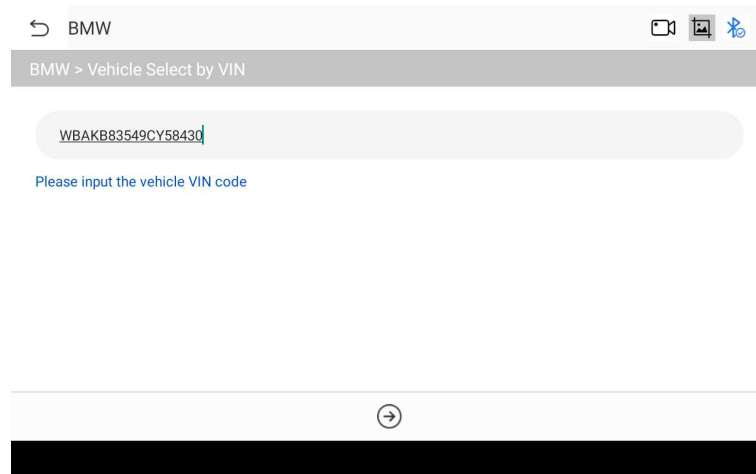 BMW
BMW > Vehicle Select by VIN
WBAKB83549CY58430
Please input the vehicle VIN code